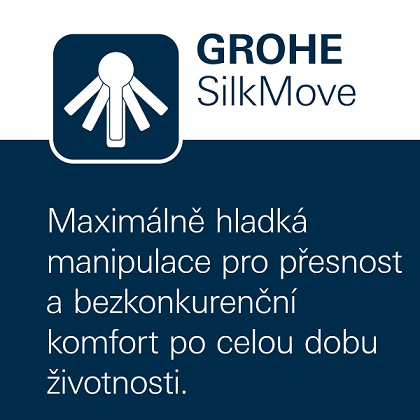 GROHE
SilkMove
Maximálně hladká
manipulace pro přesnost
a bezkonkurenční
komfort po celou dobu
životnosti.